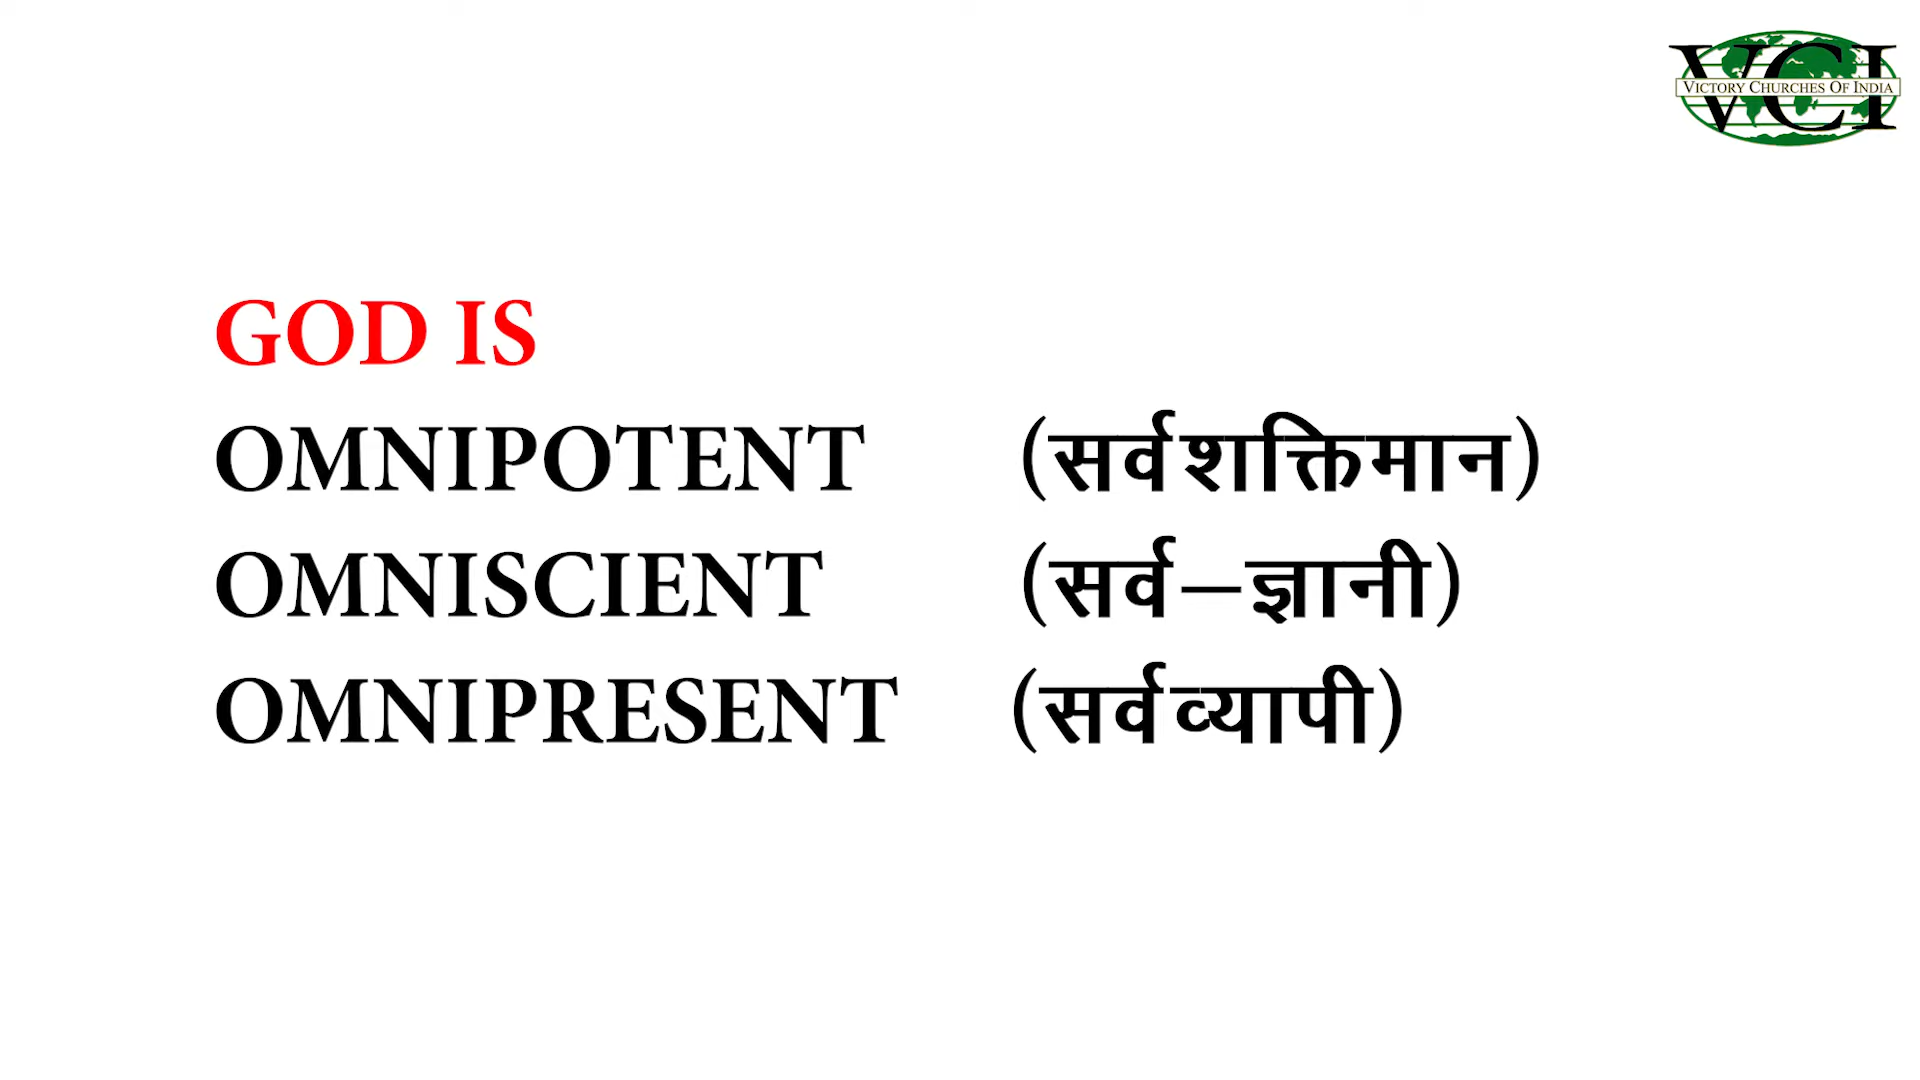 VCI
VICTORY CHURCHES OF INDIA
GOD IS
OMNIPOTENT (सर्वशक्तिमान)
OMNISCIENT (सर्व–ज्ञानी)
OMNIPRESENT (सर्वव्यापी)